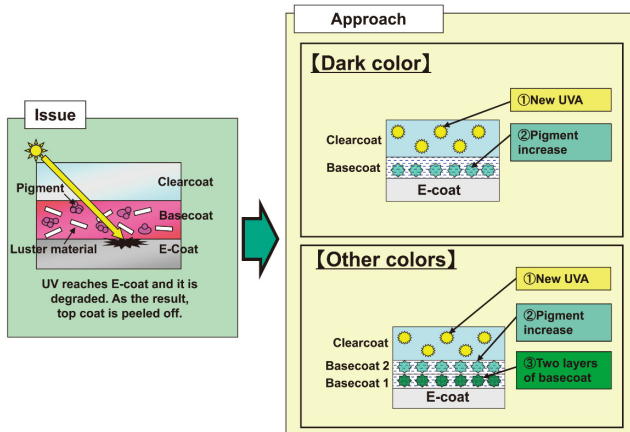 Issue
Pigment
Clearcoat
Basecoat
Luster material
E-Coat
UV reaches E-coat and it is
degraded. As the result,
top coat is peeled off.
Approach
【Dark color】
①New UVA
②Pigment
increase
Clearcoat
Basecoat
E-coat
【Other colors】
①New UVA
②Pigment
increase
③Two layers
of basecoat
Clearcoat
Basecoat 2
Basecoat 1
E-coat